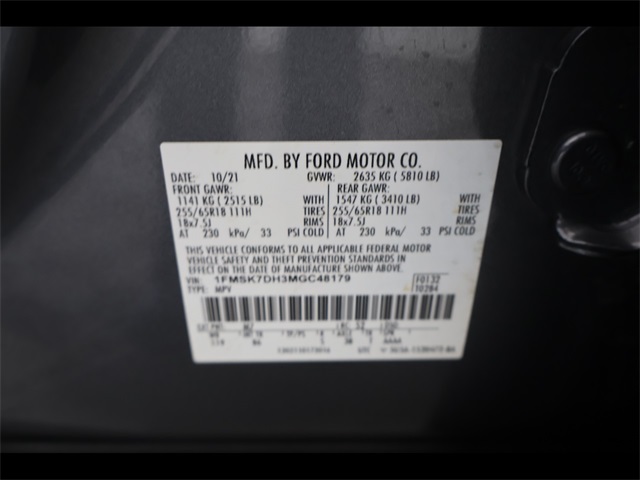 MFD. BY FORD MOTOR CO.
DATE: 10/21 GVWR: 2635 KG ( 5810 LB)
FRONT GAWR: REAR GAWR:
1141 KG ( 2515 LB) WITH 1547 KG ( 3410 LB) WITH
255/65R18 111H TIRES 255/65R18 111H TIRES
18x7.5J RIMS 18x7.5J RIMS
AT 230 kPa/ 33 PSI COLD AT 230 kPa/ 33 PSI COLD
THIS VEHICLE CONFORMS TO ALL APPLICABLE FEDERAL MOTOR
VEHICLE SAFETY AND THEFT PREVENTION STANDARDS IN
EFFECT ON THE DATE OF MANUFACTURE SHOWN ABOVE.
VIN: 1FMSK7DH3MGC48179 F0132
TYPE: MPV 10284